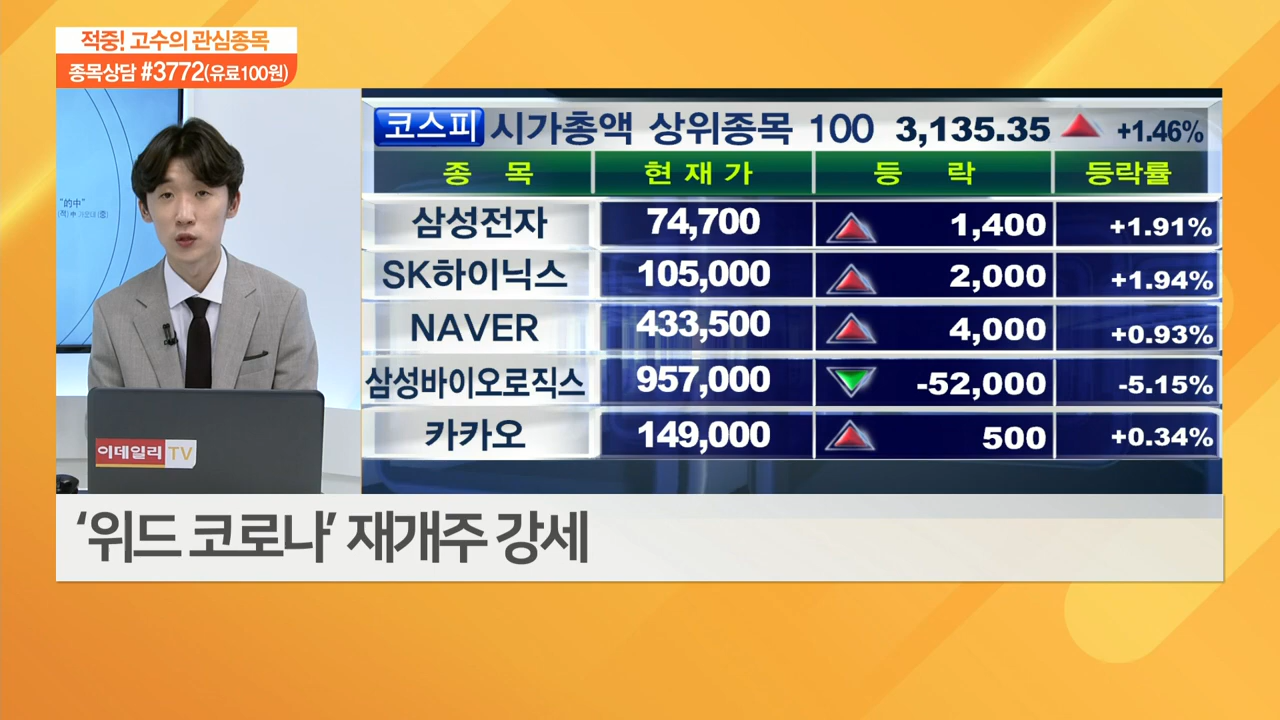 적중! 고수의 관심종목
종목상담 #3772(유료100원)
"的中"
코스피 시가총액 상위종목 100 3,135.35 +1.46%
종 목 현 재 가 등 락 등락률
삼성전자 74,700 1,400 +1.91%
SK하이닉스 105,000 2,000 +1.94%
NAVER 433,500 4,000 +0.93%
삼성바이오로직스 957,000 -52,000 -5.15%
카카오 149,000 500 +0.34%
이데일리 TV
‘위드 코로나’ 재개주 강세